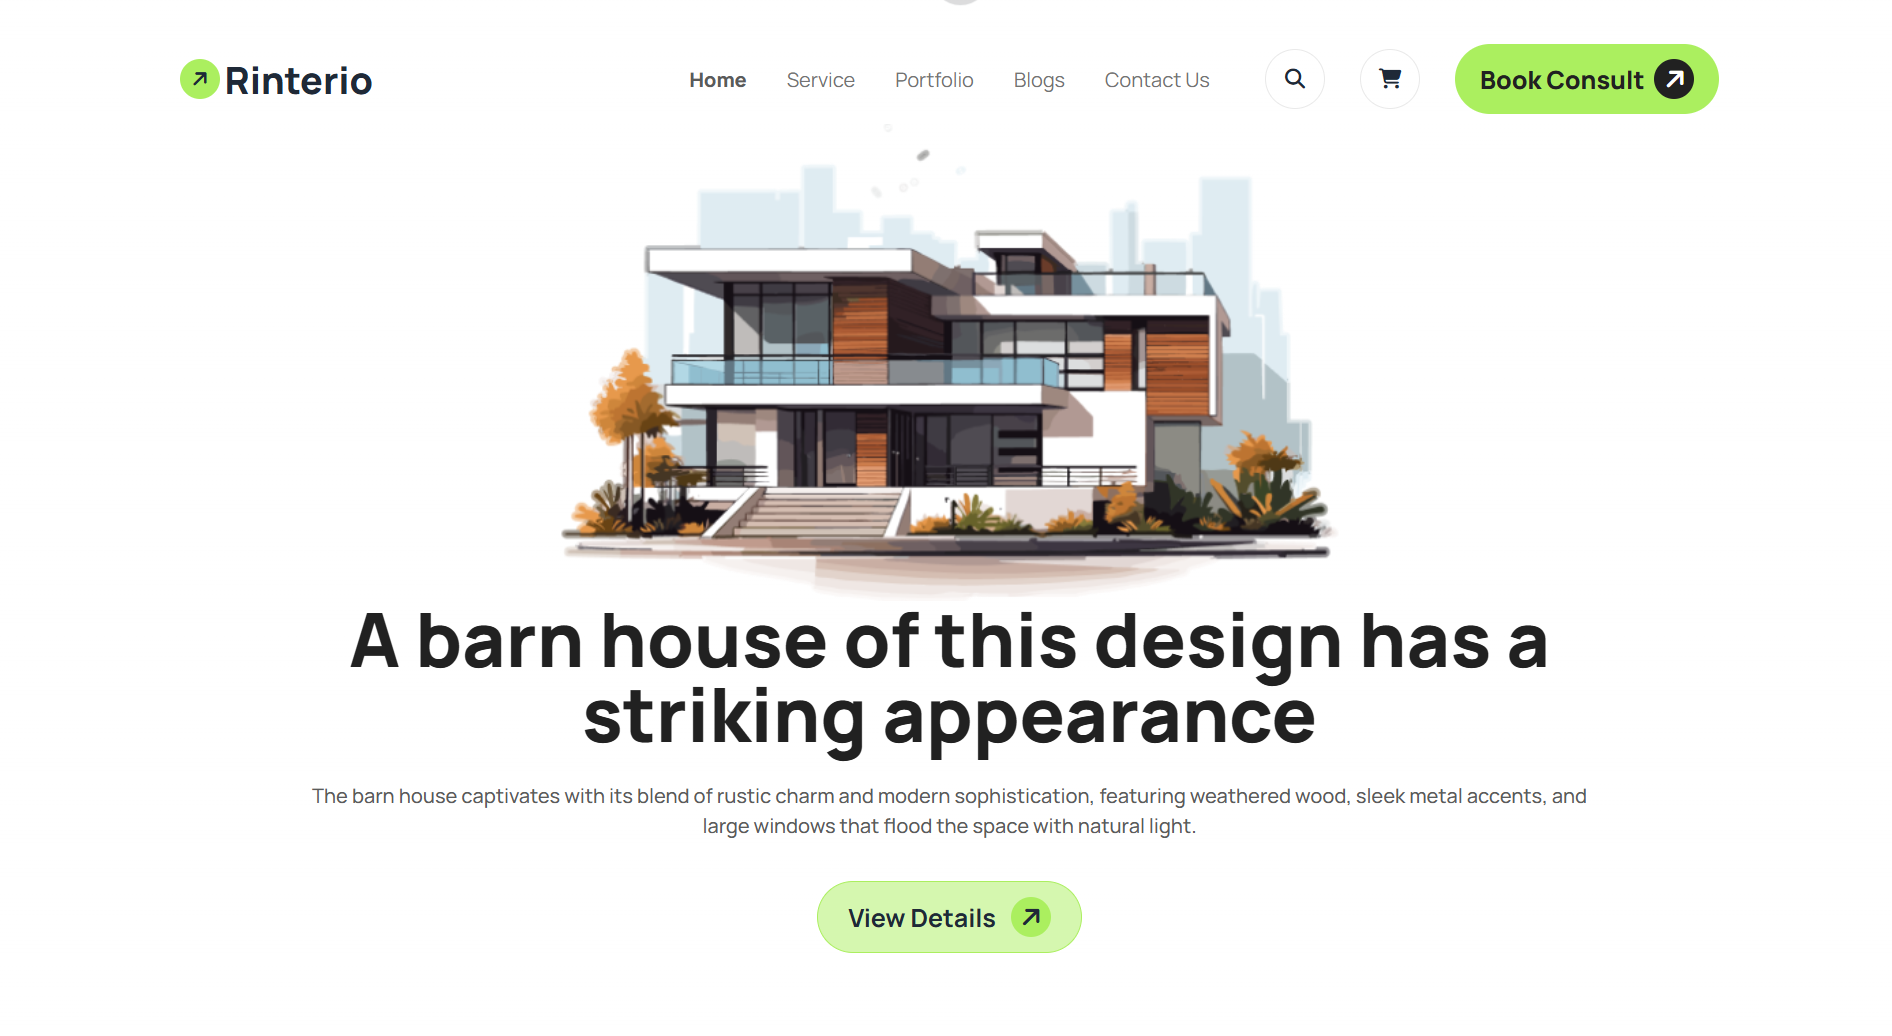 Rinterio
Home Service Portfolio Blogs Contact Us
Book Consult
A barn house of this design has a
striking appearance
The barn house captivates with its blend of rustic charm and modern sophistication, featuring weathered wood, sleek metal accents, and
large windows that flood the space with natural light.
View Details